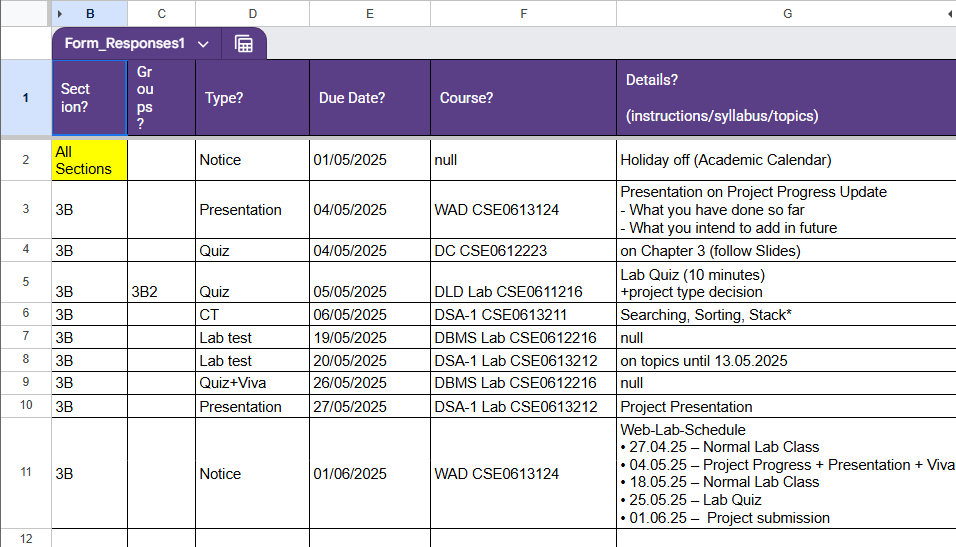 B C D E F G
Form_Responses1
1 Sect ion? Gr ou ps ? Type? Due Date? Course? Details? (instructions/syllabus/topics)
2 All Sections Notice 01/05/2025 null Holiday off (Academic Calendar)
3 3B Presentation 04/05/2025 WAD CSE0613124 Presentation on Project Progress Update
- What you have done so far
- What you intend to add in future
4 3B Quiz 04/05/2025 DC CSE0612223 on Chapter 3 (follow Slides)
5 3B 3B2 Quiz 05/05/2025 DLD Lab CSE0611216 Lab Quiz (10 minutes)
+project type decision
6 3B CT 06/05/2025 DSA-1 CSE0613211 Searching, Sorting, Stack*
7 3B Lab test 19/05/2025 DBMS Lab CSE0612216 null
8 3B Lab test 20/05/2025 DSA-1 Lab CSE0613212 on topics until 13.05.2025
9 3B Quiz+Viva 26/05/2025 DBMS Lab CSE0612216 null
10 3B Presentation 27/05/2025 DSA-1 Lab CSE0613212 Project Presentation
11 3B Notice 01/06/2025 WAD CSE0613124 Web-Lab-Schedule
• 27.04.25 – Normal Lab Class
• 04.05.25 – Project Progress + Presentation + Viva
• 18.05.25 – Normal Lab Class
• 25.05.25 – Lab Quiz
• 01.06.25 – Project submission
12